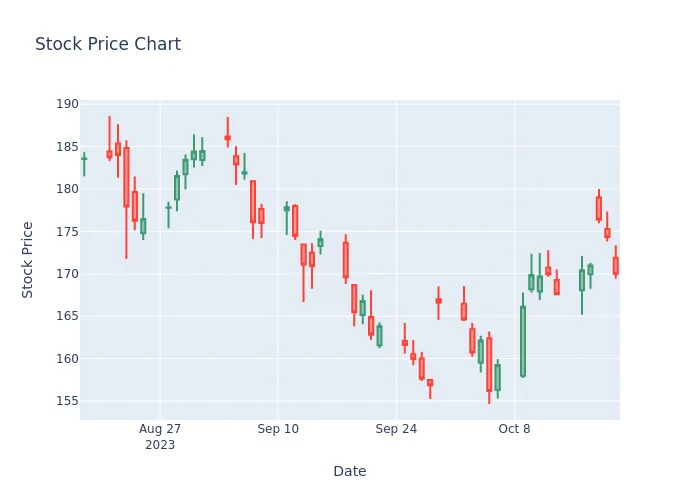 Stock Price Chart
190
185
180
175
170
165
160
155
Stock Price
Aug 27
2023
Sep 10
Sep 24
Oct 8
Date